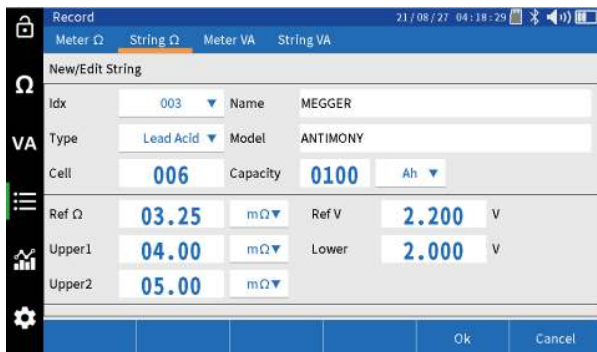 Record 21/08/27 04:18:29
Meter Ω String Ω Meter VA String VA
New/Edit String
Idx 003 Name MEGGER
Type Lead Acid Model ANTIMONY
Cell 006 Capacity 0100 Ah
Ref Ω 03.25 mΩ Ref V 2.200 V
Upper1 04.00 mΩ Lower 2.000 V
Upper2 05.00 mΩ
Ω
VA
Ok Cancel